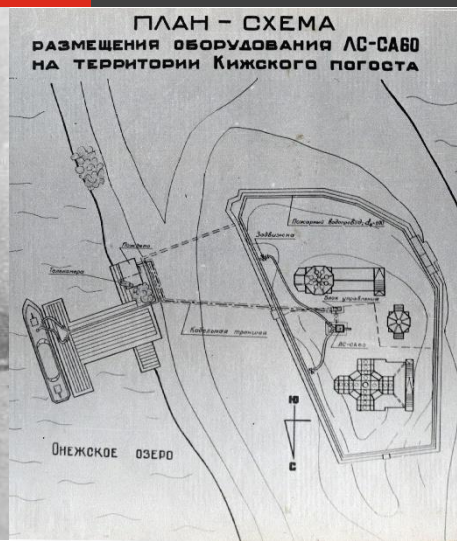 ПЛАН – СХЕМА
РАЗМЕЩЕНИЯ ОБОРУДОВАНИЯ ЛС-СА60
НА ТЕРРИТОРИИ КИЖСКОГО ПОГОСТА
Пожарный водопровод,
Задвижка
Блок управления
Кабельная траншея
ЛС-СА60
Ю
С
ОНЕЖСКОЕ ОЗЕРО